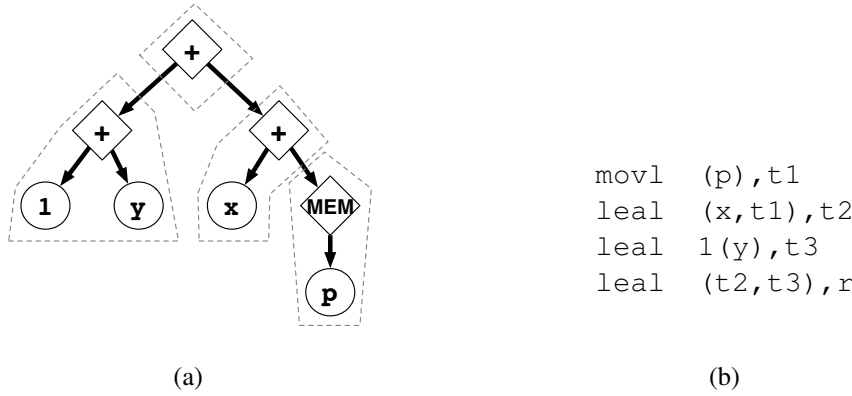 +
+ +
1 y x MEM
p
movl (p),t1
leal (x,t1),t2
leal 1(y),t3
leal (t2,t3),r
(a) (b)